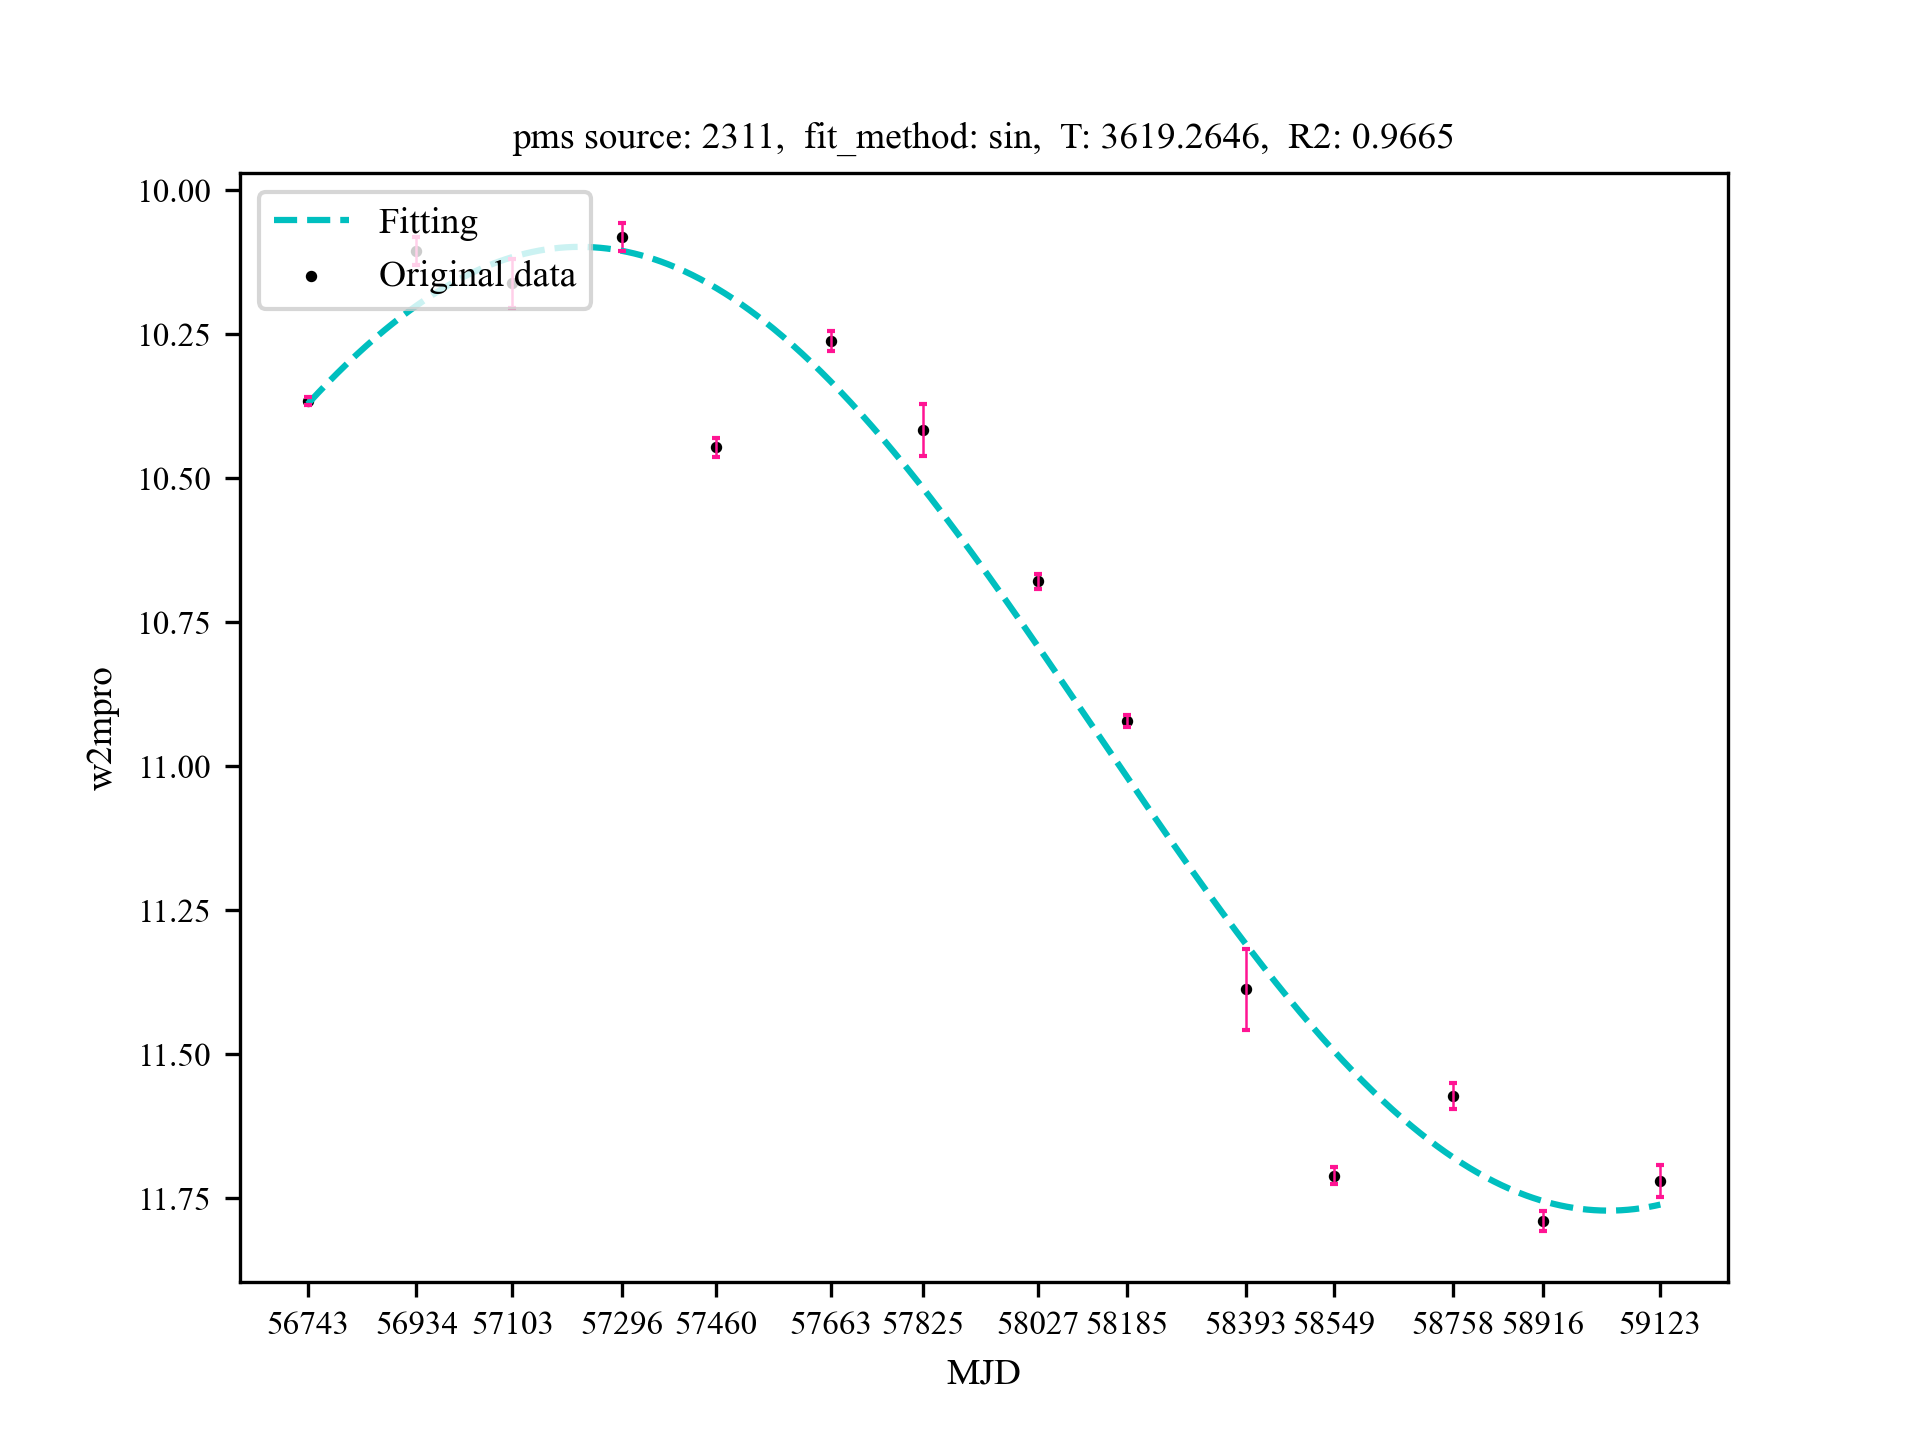 pms source: 2311,  fit_method: sin,  T: 3619.2646,  R2: 0.9665
Fitting
Original data
10.00
10.25
10.50
10.75
11.00
11.25
11.50
11.75
w2mpro
56743 56934 57103 57296 57460 57663 57825 58027 58185 58393 58549 58758 58916 59123
MJD